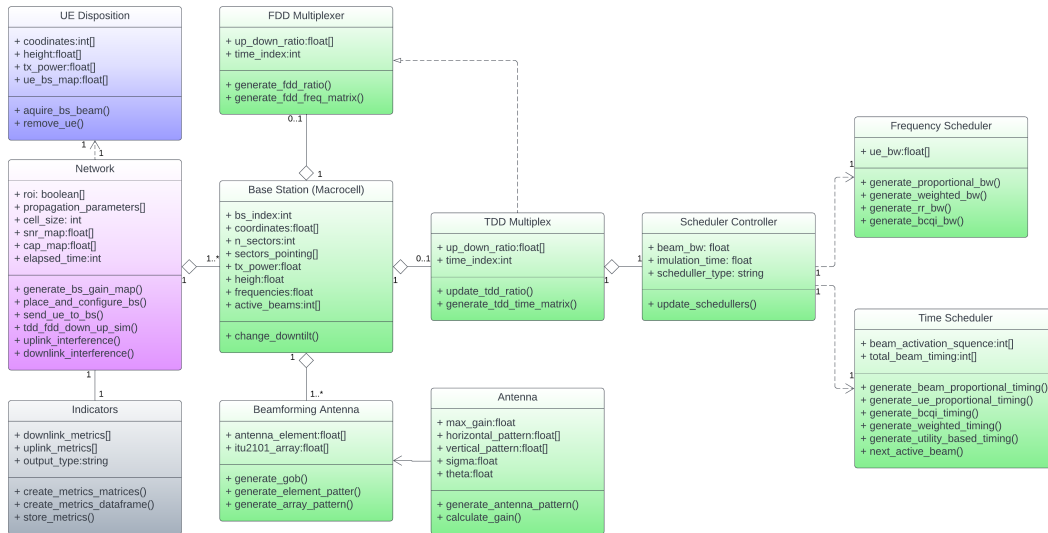 UE Disposition
+ coodinates:int[]
+ height:float[]
+ tx_power:float[]
+ ue_bs_map:float[]
+ aquire_bs_beam()
+ remove_ue()
1
1
Network
+ roi: boolean[]
+ propagation_parameters[]
+ cell_size: int
+ snr_map:float[]
+ cap_map:float[]
+ elapsed_time:int
+ generate_bs_gain_map()
+ place_and_configure_bs()
+ send_ue_to_bs()
+ tdd_fdd_down_up_sim()
+ uplink_interference()
+ downlink_interference()
1
1
Indicators
+ downlink_metrics[]
+ uplink_metrics[]
+ output_type:string
+ create_metrics_matrices()
+ create_metrics_dataframe()
+ store_metrics()
1
1..*
FDD Multiplexer
+ up_down_ratio:float[]
+ time_index:int
+ generate_fdd_ratio()
+ generate_fdd_freq_matrix()
0..1
1
Base Station (Macrocell)
+ bs_index:int
+ coordinates:float[]
+ n_sectors:int
+ sectors_pointing[]
+ tx_power:float
+ heigh:float
+ frequencies:float
+ active_beams:int[]
+ change_downtilt()
1
1..*
Beamforming Antenna
+ antenna_element:float[]
+ itu2101_array:float[]
+ generate_gob()
+ generate_element_patter()
+ generate_array_pattern()
1
0..1
TDD Multiplex
+ up_down_ratio:float[]
+ time_index:int
+ update_tdd_ratio()
+ generate_tdd_time_matrix()
Antenna
+ max_gain:float
+ horizontal_pattern:float[]
+ vertical_pattern:float[]
+ sigma:float
+ theta:float
+ generate_antenna_pattern()
+ calculate_gain()
1
1
Scheduler Controller
+ beam_bw: float
+ imulation_time: float
+ scheduller_type: string
+ update_schedullers()
1
1
1
1
Frequency Scheduler
+ ue_bw:float[]
+ generate_proportional_bw()
+ generate_weighted_bw()
+ generate_rr_bw()
+ generate_bcqi_bw()
Time Scheduler
+ beam_activation_squence:int[]
+ total_beam_timing:int[]
+ generate_beam_proportional_timing()
+ generate_ue_proportional_timing()
+ generate_bcqi_timing()
+ generate_weighted_timing()
+ generate_utility_based_timing()
+ next_active_beam()